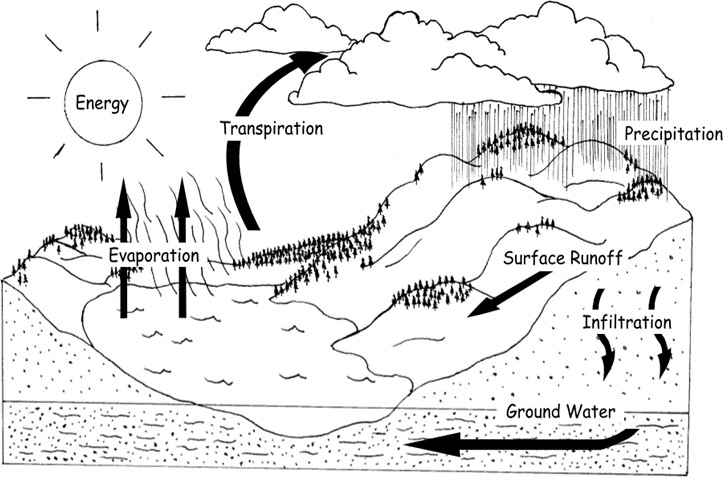 Energy
Transpiration
Precipitation
Evaporation
Surface Runoff
Infiltration
Ground Water